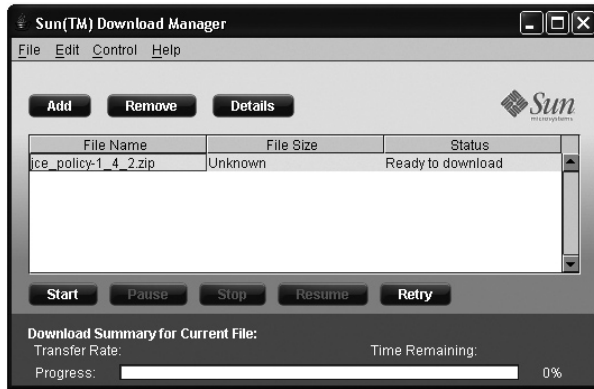 Sun(TM) Download Manager
File Edit Control Help
Add Remove Details
Sun
microsystems
File Name File Size Status
jce_policy-1_4_2.zip Unknown Ready to download
Start Pause Stop Resume Retry
Download Summary for Current File:
Transfer Rate: Time Remaining:
Progress: 0%